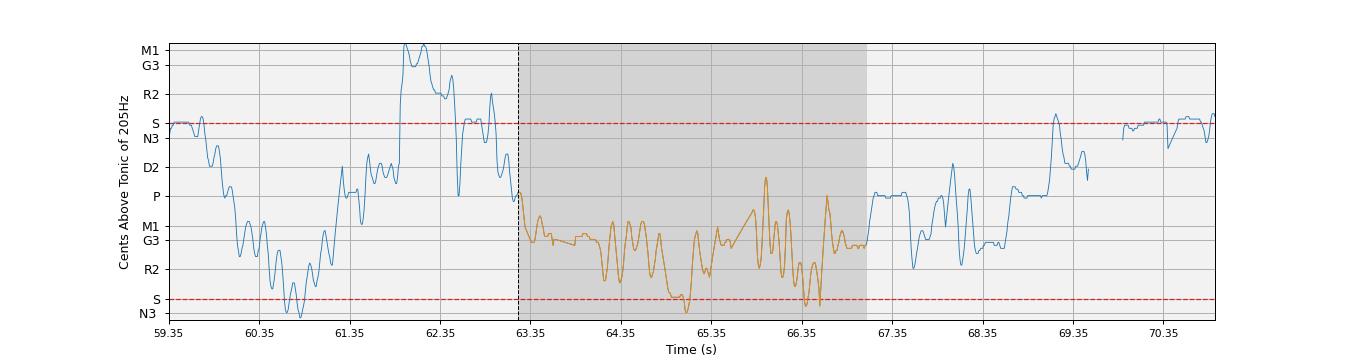 M1
G3
R2
S
N3
D2
P
M1
G3
R2
S
N3
Cents Above Tonic of 205Hz
59.35 60.35 61.35 62.35 63.35 64.35 65.35 66.35 67.35 68.35 69.35 70.35
Time (s)